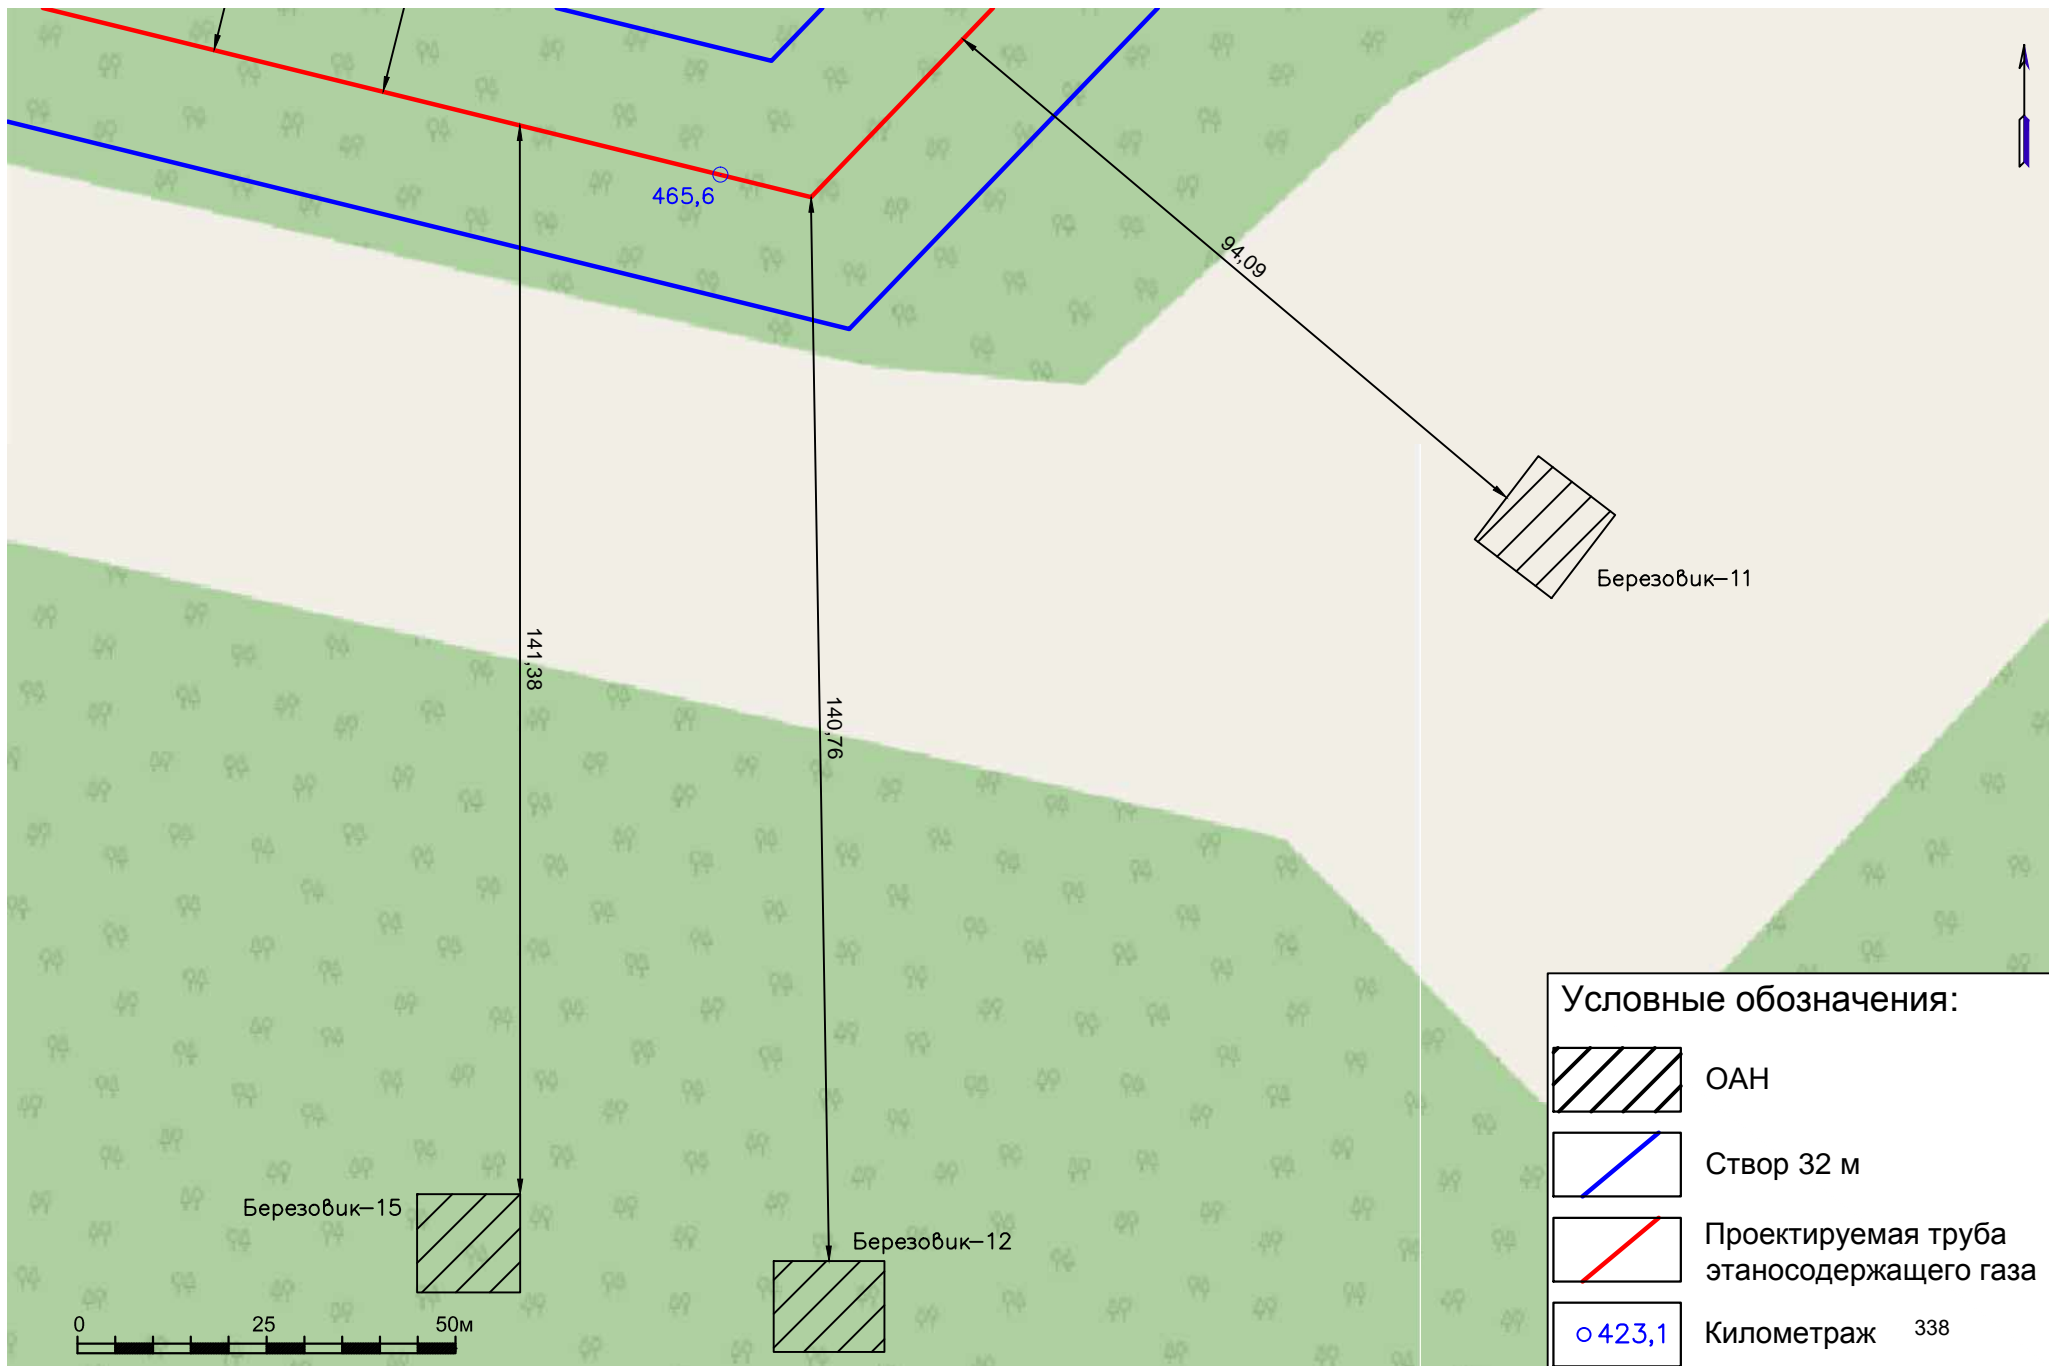 465,6
94,09
Березовик-11
141,38
140,76
Березовик-15
Березовик-12
0 25 50м
Условные обозначения:
ОАН
Створ 32 м
Проектируемая труба
этаносодержащего газа
423,1
Километраж 338